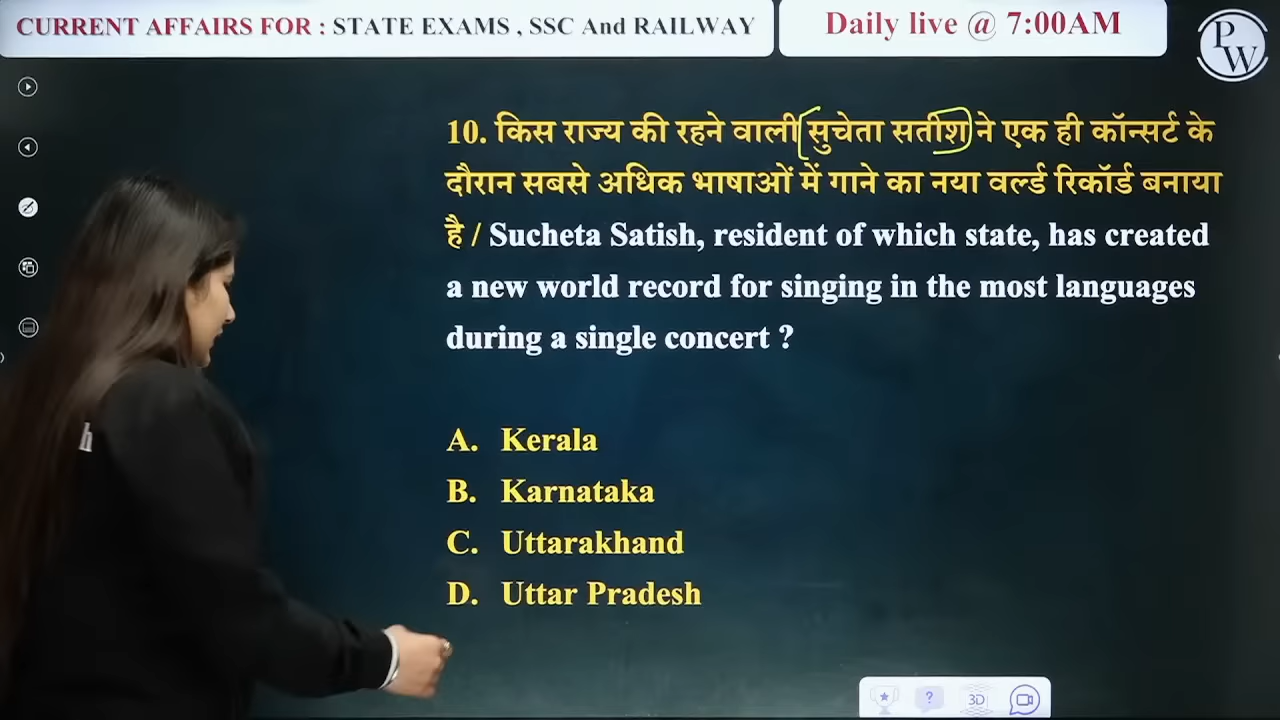 CURRENT AFFAIRS FOR : STATE EXAMS , SSC And RAILWAY
Daily live @ 7:00AM
PW
10. किस राज्य की रहने वाली सुचेता सतीश ने एक ही कॉन्सर्ट के
दौरान सबसे अधिक भाषाओं में गाने का नया वर्ल्ड रिकॉर्ड बनाया
है / Sucheta Satish, resident of which state, has created
a new world record for singing in the most languages
during a single concert ?
A. Kerala
B. Karnataka
C. Uttarakhand
D. Uttar Pradesh
h
?
3D